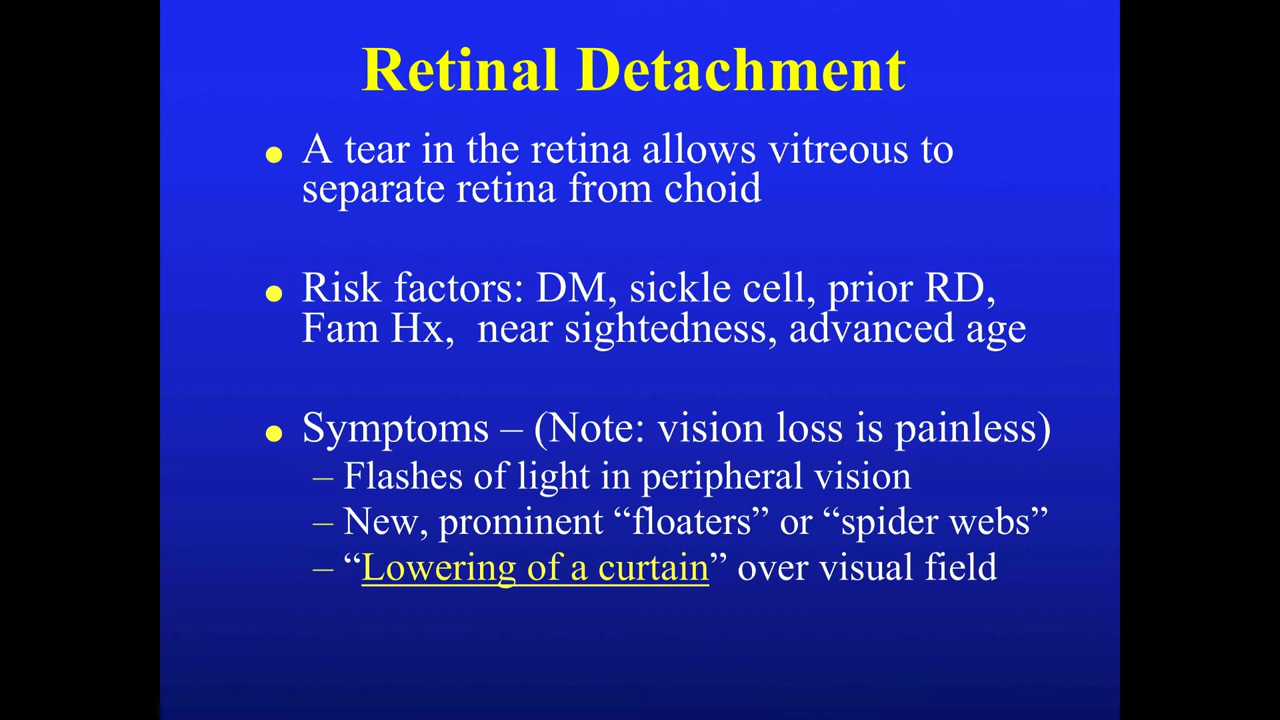 Retinal Detachment
● A tear in the retina allows vitreous to
separate retina from choid
● Risk factors: DM, sickle cell, prior RD,
Fam Hx,  near sightedness, advanced age
● Symptoms – (Note: vision loss is painless)
– Flashes of light in peripheral vision
– New, prominent “floaters” or “spider webs”
– “Lowering of a curtain” over visual field